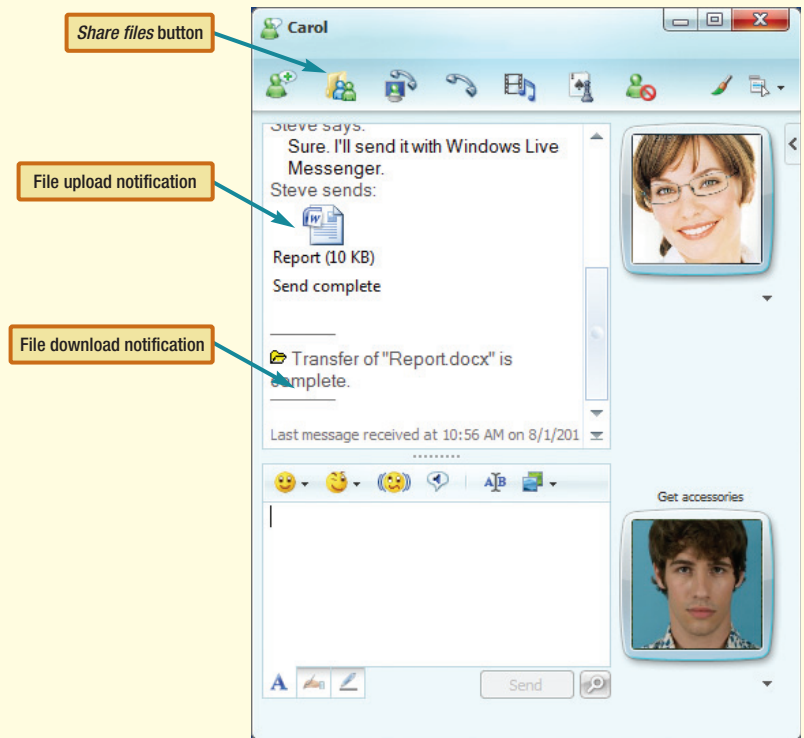 Share files button
Carol
Steve says:
Sure. I'll send it with Windows Live
Messenger.
Steve sends:
File upload notification
Report (10 KB)
Send complete
File download notification
Transfer of "Report.docx" is
complete.
Last message received at 10:56 AM on 8/1/201
Get accessories
Send